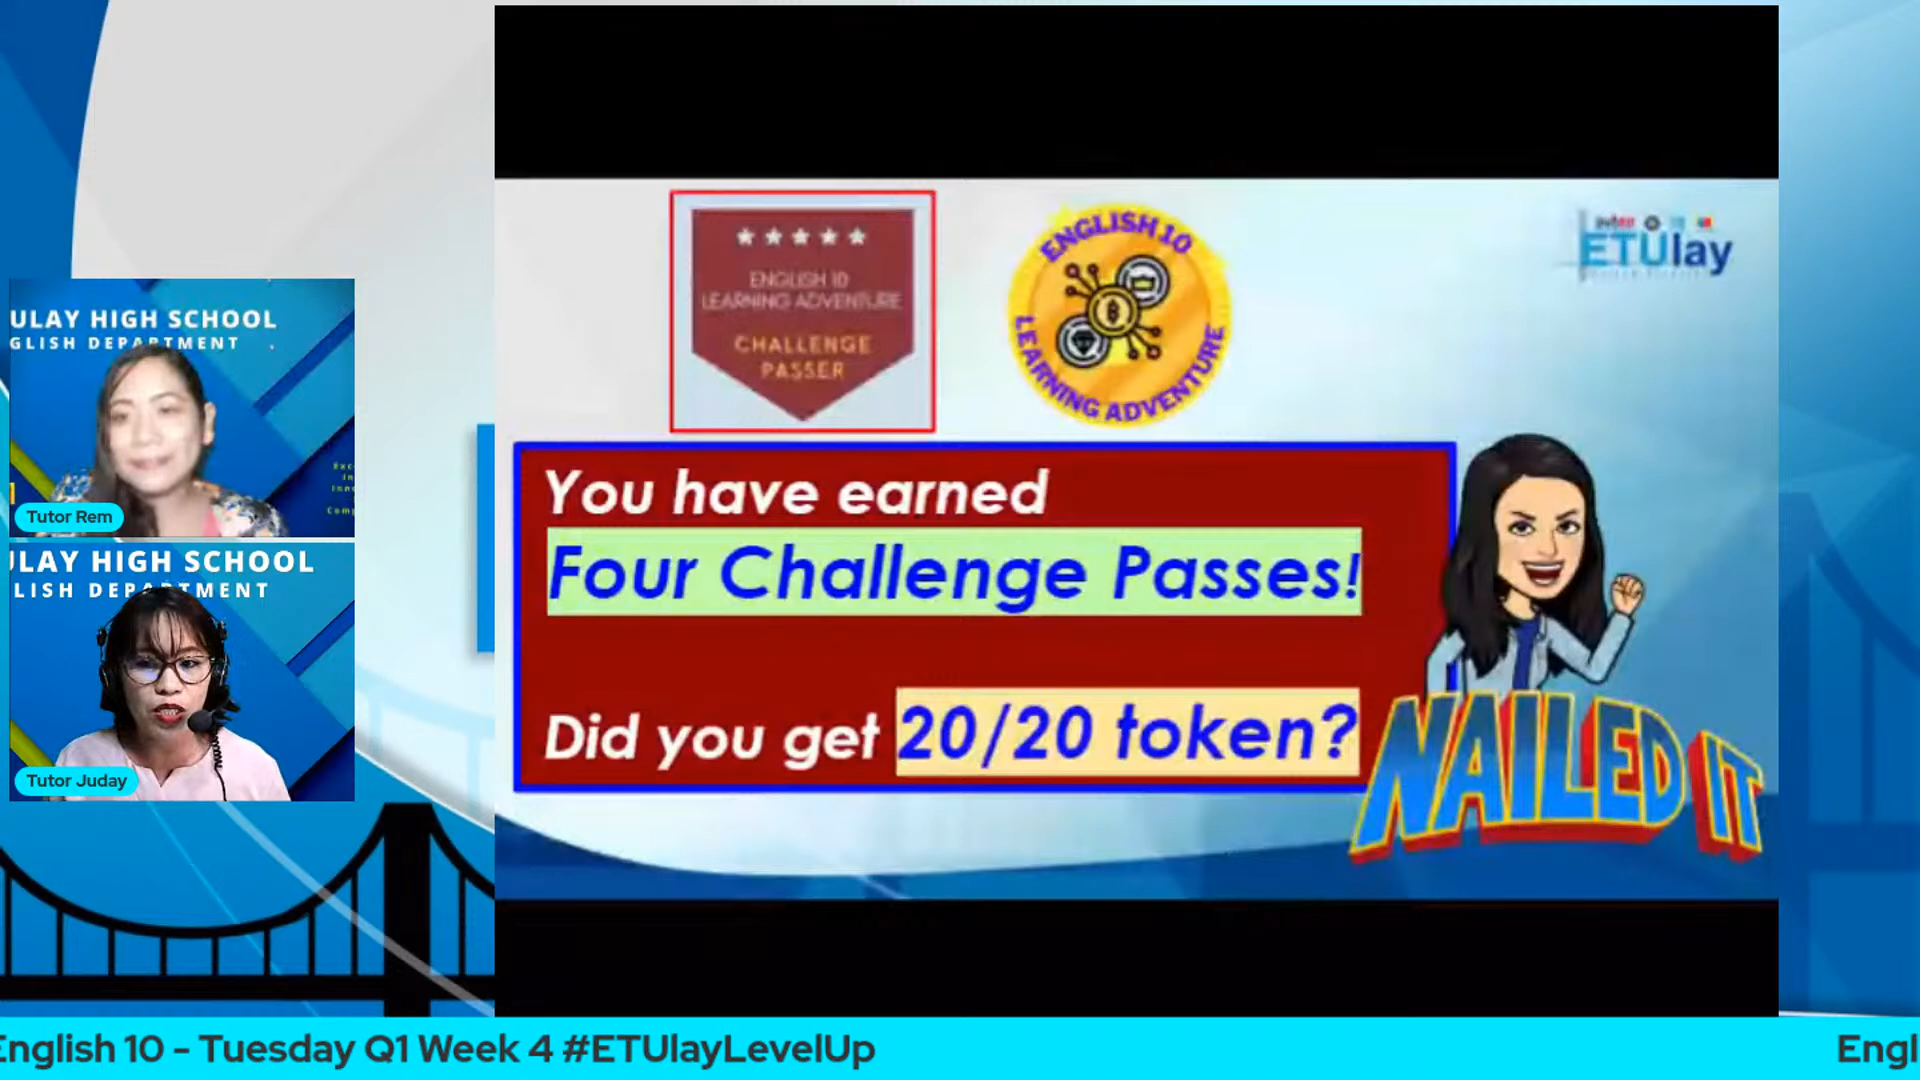 ULAY HIGH SCHOOL
GLISH DEPARTMENT
Tutor Rem
ULAY HIGH SCHOOL
LISH DEPARTMENT
Tutor Juday
ENGLISH 10
LEARNING ADVENTURE
CHALLENGE
PASSER
ENGLISH 10
LEARNING ADVENTURE
ETUlay
You have earned
Four Challenge Passes!
Did you get 20/20 token?
NAILED IT
English 10 - Tuesday Q1 Week 4 #ETUlayLevelUp
Engl